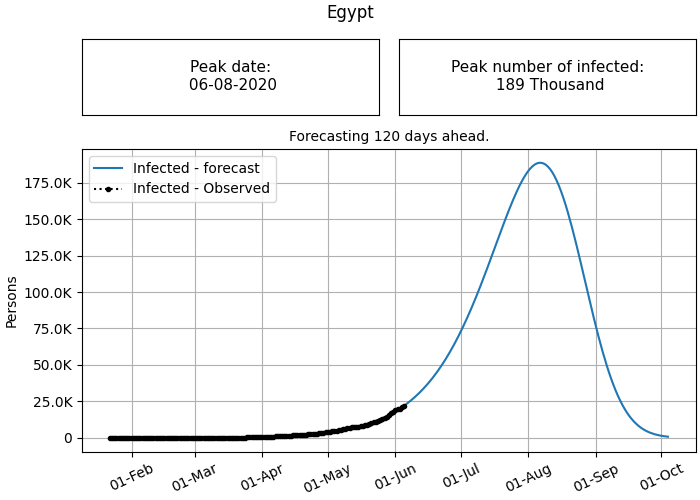 Egypt
Peak date:
06-08-2020
Peak number of infected:
189 Thousand
Forecasting 120 days ahead.
Infected - forecast
Infected - Observed
175.0K
150.0K
125.0K
100.0K
75.0K
50.0K
25.0K
0
Persons
01-Feb
01-Mar
01-Apr
01-May
01-Jun
01-Jul
01-Aug
01-Sep
01-Oct